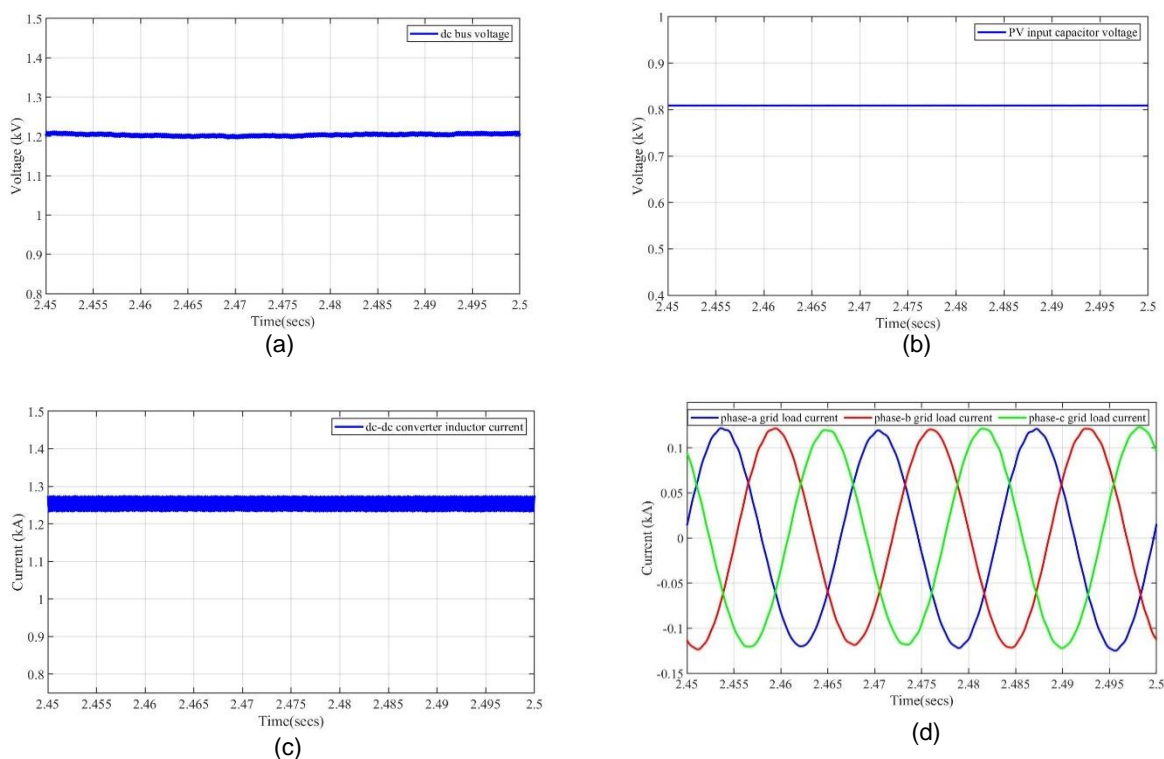 1.5
dc bus voltage
1.4
1.3
1.2
1.1
1
0.9
0.8
Voltage (kV)
2.45 2.455 2.46 2.465 2.47 2.475 2.48 2.485 2.49 2.495 2.5
Time(secs)
(a)
1
PV input capacitor voltage
0.9
0.8
0.7
0.6
0.5
0.4
Voltage (kV)
2.45 2.455 2.46 2.465 2.47 2.475 2.48 2.485 2.49 2.495 2.5
Time(secs)
(b)
1.5
dc-dc converter inductor current
1.4
1.3
1.2
1.1
1
0.9
0.8
Current (kA)
2.45 2.455 2.46 2.465 2.47 2.475 2.48 2.485 2.49 2.495 2.5
Time(secs)
(c)
phase-a grid load current phase-b grid load current phase-c grid load current
0.1
0.05
0
-0.05
-0.1
-0.15
Current (kA)
2.45 2.455 2.46 2.465 2.47 2.475 2.48 2.485 2.49 2.495 2.5
Time(secs)
(d)